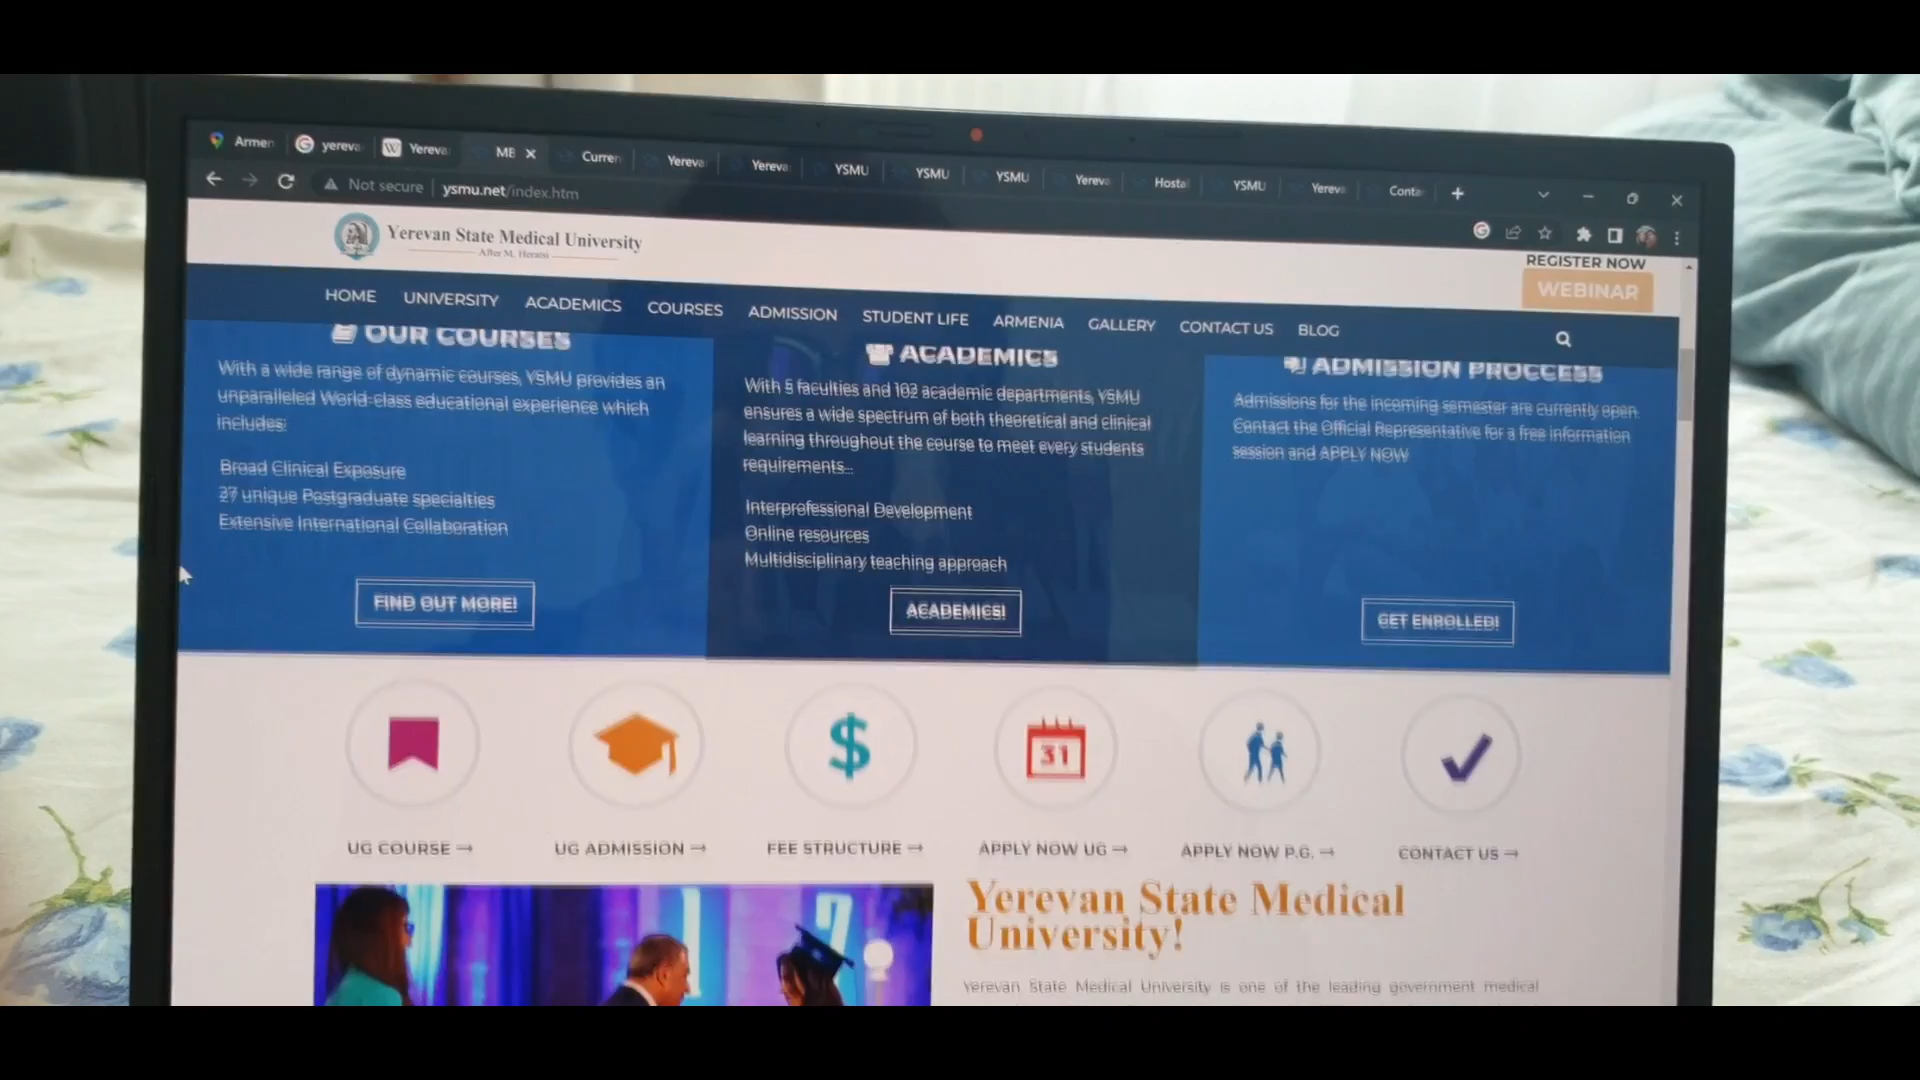 Armen
yereva
Yereva
ME
Curren
Yereva
Yereva
YSMU
YSMU
YSMU
Yereva
Hostal
YSMU
Yereva
Conta
Not secure
ysmu.net/index.htm
Yerevan State Medical University
After M. Heratsi
REGISTER NOW
WEBINAR
HOME UNIVERSITY ACADEMICS COURSES ADMISSION STUDENT LIFE ARMENIA GALLERY CONTACT US BLOG
OUR COURSES
With a wide range of dynamic courses, YSMU provides an
unparalleled World-class educational experience which
includes:
Broad Clinical Exposure
27 unique Postgraduate specialties
Extensive International Collaboration
FIND OUT MORE!
ACADEMICS
With 5 faculties and 102 academic departments, YSMU
ensures a wide spectrum of both theoretical and clinical
learning throughout the course to meet every students
requirements...
Interprofessional Development
Online resources
Multidisciplinary teaching approach
ACADEMICS!
ADMISSION PROCCESS
Admissions for the incoming semester are currently open.
Contact the Official Representative for a free information
session and APPLY NOW
GET ENROLLED!
31
UG COURSE →
UG ADMISSION →
FEE STRUCTURE →
APPLY NOW UG →
APPLY NOW P.G. →
CONTACT US →
Yerevan State Medical
University!
Yerevan State Medical University is one of the leading government medical